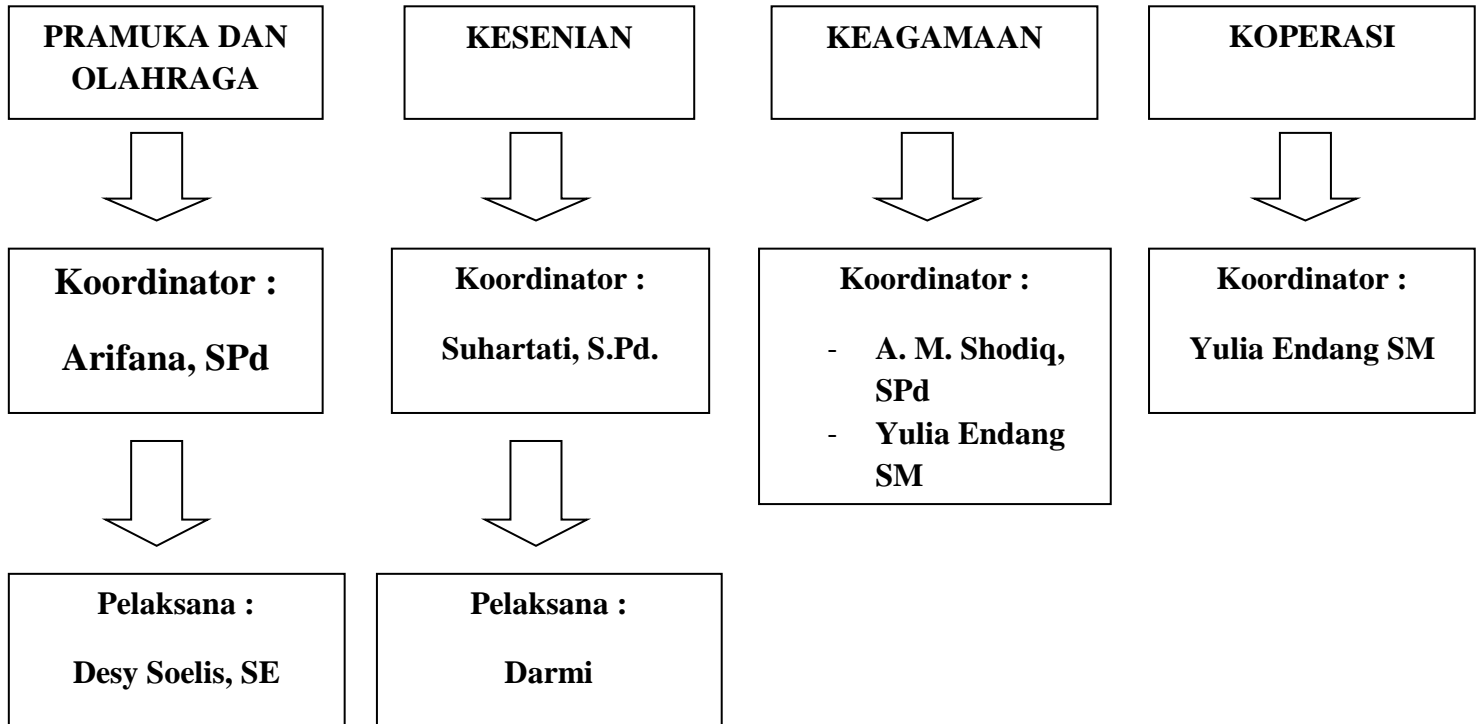 PRAMUKA DAN
OLAHRAGA
KESENIAN
KEAGAMAAN
KOPERASI
Koordinator :
Arifana, SPd
Koordinator :
Suhartati, S.Pd.
Koordinator :
- A. M. Shodiq,
SPd
- Yulia Endang
SM
Koordinator :
Yulia Endang SM
Pelaksana :
Desy Soelis, SE
Pelaksana :
Darmi